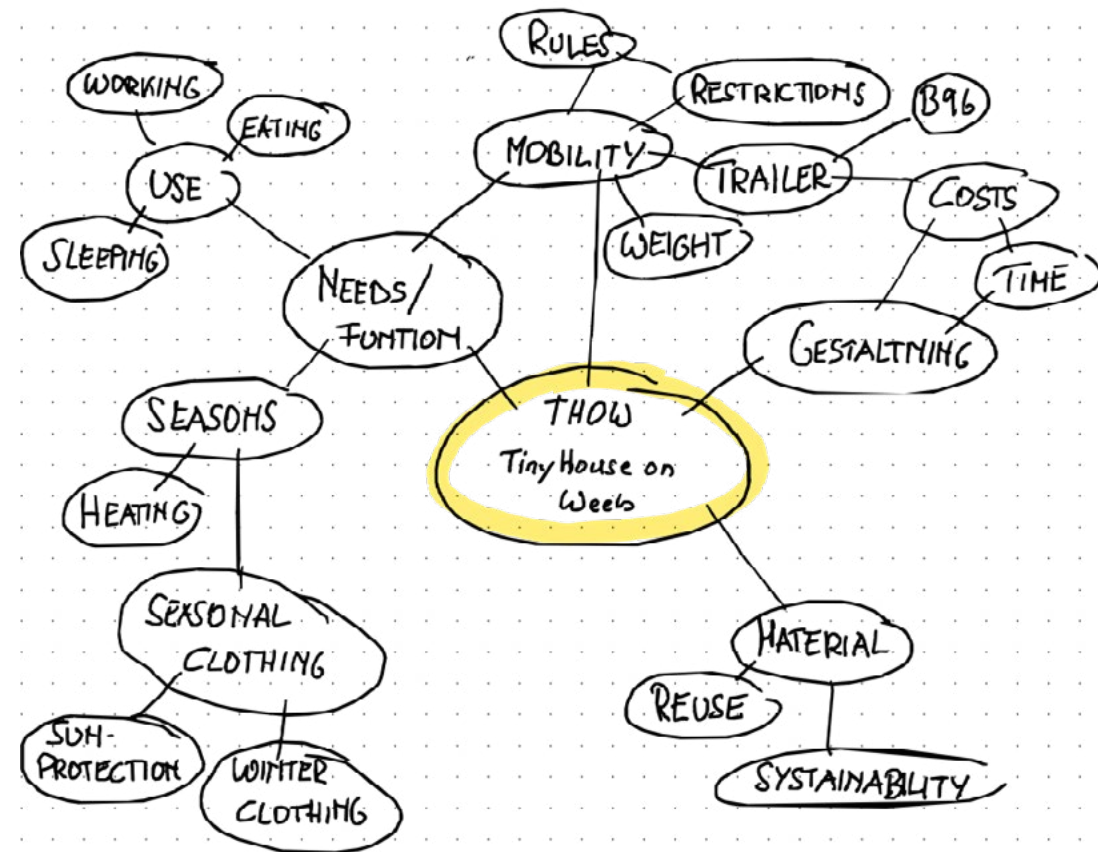 RULES
WORKING
RESTRICTIONS
B96
EATING
MOBILITY
USE
TRAILER
COSTS
SLEEPING
WEIGHT
NEEDS/
FUNTION
TIME
GESTALTNING
SEASONS
THOW
Tiny House on
Weels
HEATING
SEASONAL
CLOTHING
MATERIAL
REUSE
SUN-
PROTECTION
WINTER
CLOTHING
SYSTAINABILITY